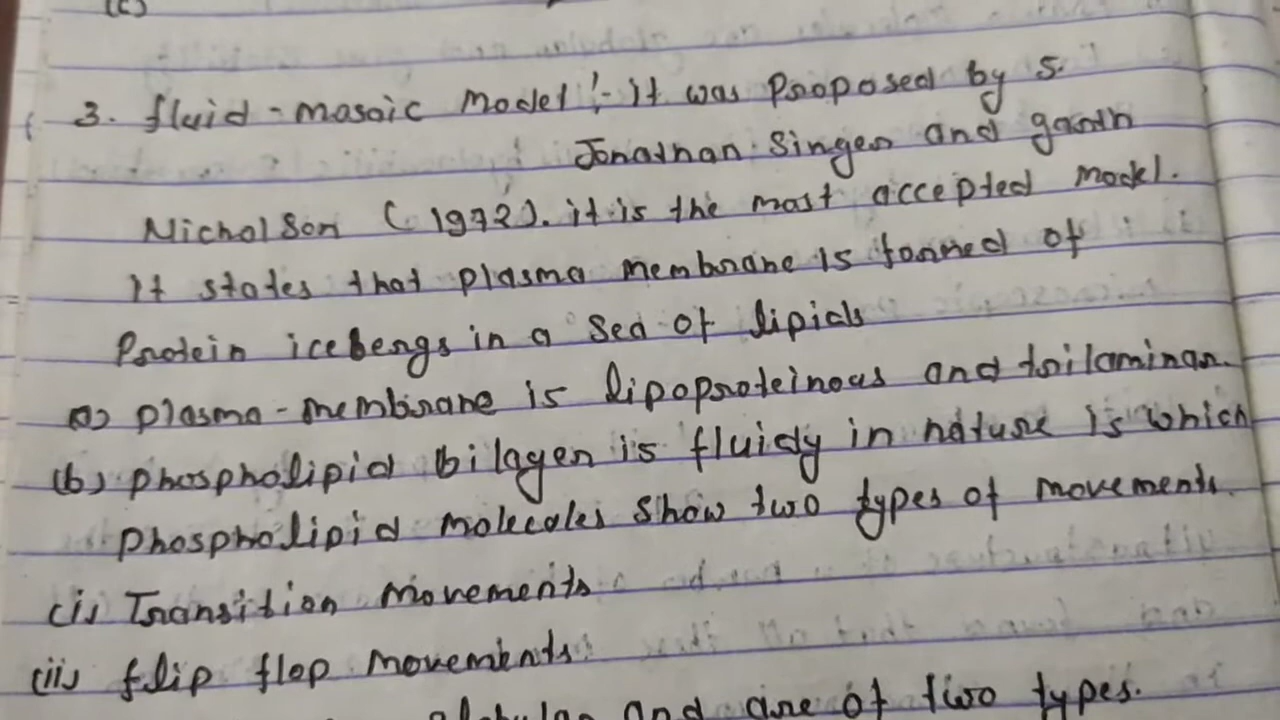 (c)
3. fluid-mosaic Model :- it was Proposed by S.
Jonathan Singer and garth
Nicholson (1972). it is the most accepted model.
It states that plasma membrane is formed of
Protein icebergs in a sea of lipids
(a) plasma-membrane is lipoproteinous and trilaminar.
(b) phospholipid bilayer is fluidy in nature is which
phospholipid molecules show two types of movements.
(i) Transition movements
(ii) flip flop movements
and are of two types.